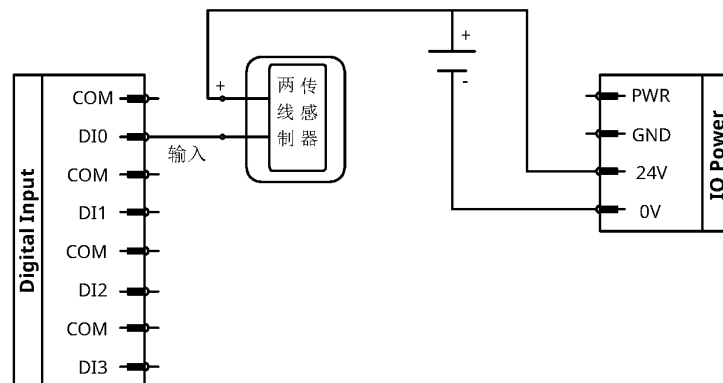 Digital Input
COM
DI0
COM
DI1
COM
DI2
COM
DI3
输入
+
两线制
传感器
+
-
PWR
GND
24V
0V
IO Power